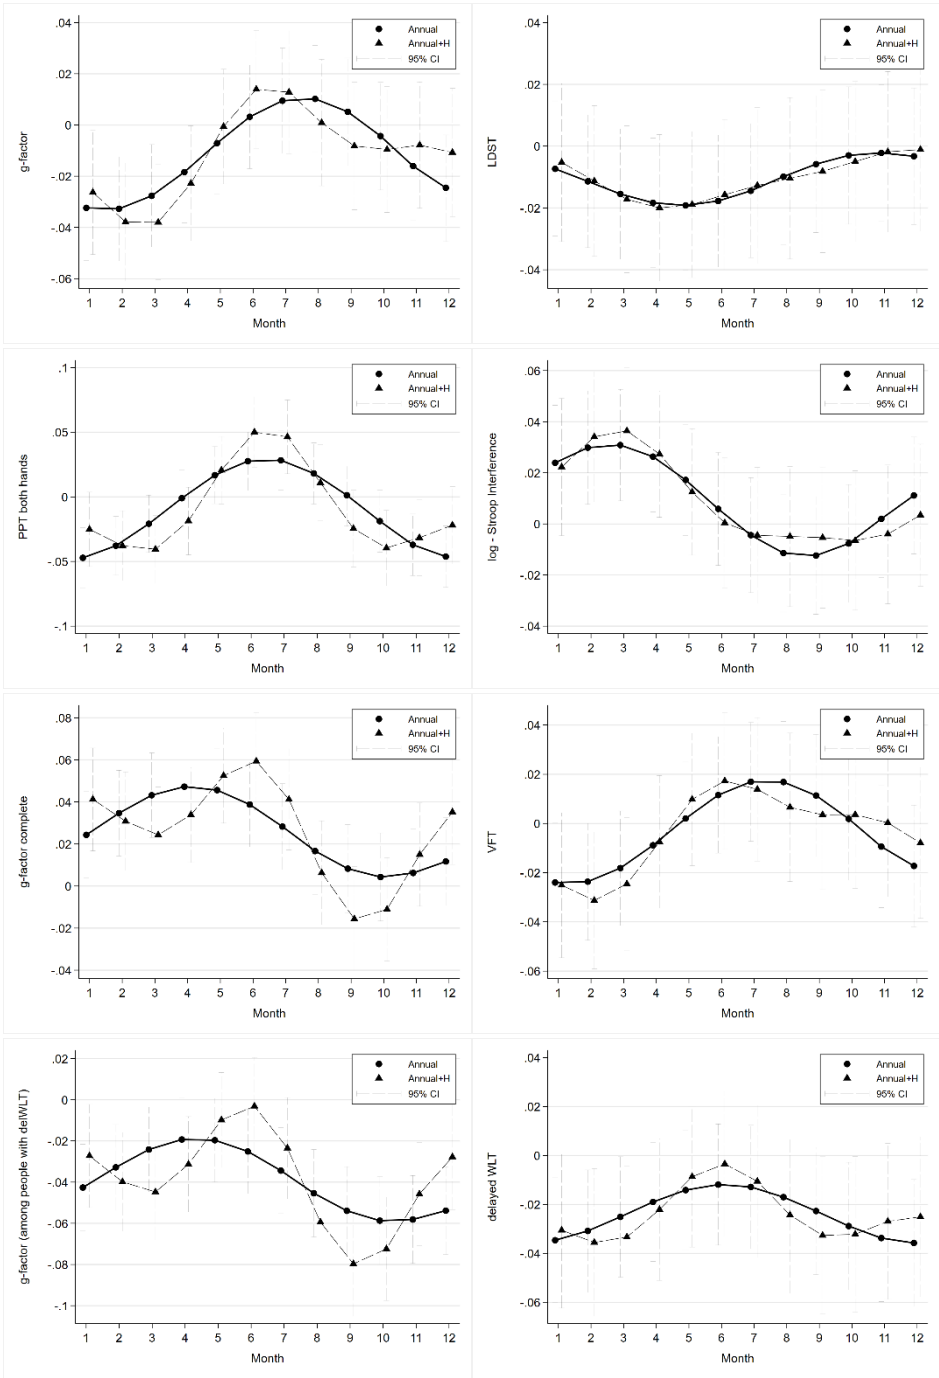 .04
.02
0
-.02
-.04
-.06
g-factor
Annual
Annual+H
95% CI
1 2 3 4 5 6 7 8 9 10 11 12
Month
.04
.02
0
-.02
-.04
LDST
Annual
Annual+H
95% CI
1 2 3 4 5 6 7 8 9 10 11 12
Month
.1
.05
0
-.05
-.1
PPT both hands
Annual
Annual+H
95% CI
1 2 3 4 5 6 7 8 9 10 11 12
Month
.06
.04
.02
0
-.02
-.04
log - Stroop Interference
Annual
Annual+H
95% CI
1 2 3 4 5 6 7 8 9 10 11 12
Month
.08
.06
.04
.02
0
-.02
-.04
g-factor complete
Annual
Annual+H
95% CI
1 2 3 4 5 6 7 8 9 10 11 12
Month
.04
.02
0
-.02
-.04
-.06
VFT
Annual
Annual+H
95% CI
1 2 3 4 5 6 7 8 9 10 11 12
Month
.02
0
-.02
-.04
-.06
-.08
-.1
g-factor (among people with delWLT)
Annual
Annual+H
95% CI
1 2 3 4 5 6 7 8 9 10 11 12
Month
.04
.02
0
-.02
-.04
-.06
delayed WLT
Annual
Annual+H
95% CI
1 2 3 4 5 6 7 8 9 10 11 12
Month